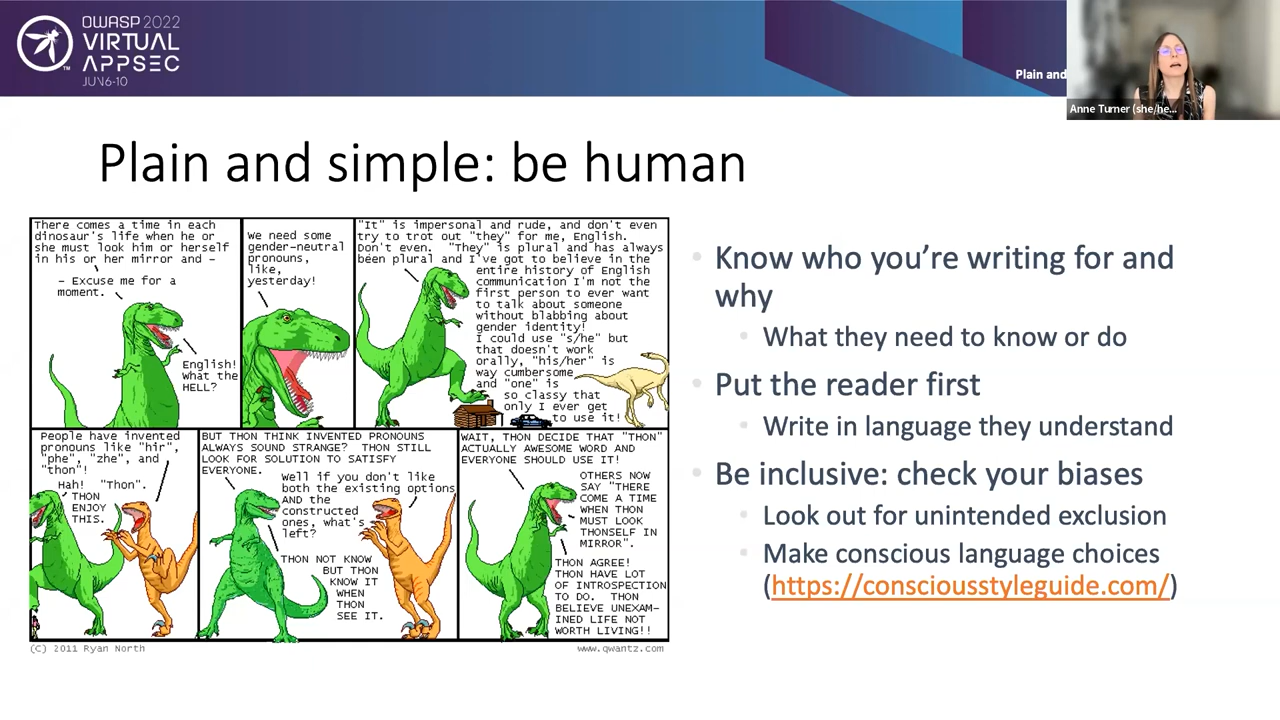 OWASP 2022
VIRTUAL
APPSEC
JUN6-10
TM
Plain and
Anne Turner (she/he...
Plain and simple: be human
There comes a time in each
dinosaur's life when he or
she must look him or herself
in his or her mirror and -
- Excuse me for a
moment.
English!
What the
HELL?
We need some
gender-neutral
pronouns,
like,
yesterday!
"It" is impersonal and rude, and don't even
try to trot out "they" for me, English.
Don't even. "They" is plural and has always
been plural and I've got to believe in the
entire history of English
communication I'm not the
first person to ever want
to talk about someone
without blabbing about
gender identity!
I could use "s/he" but
that doesn't work
orally, "his/her" is
way cumbersome
and "one" is
so classy that
only I ever get
to use it!
People have invented
pronouns like "hir",
"phe", "zhe", and
"thon"!
Hah! "Thon".
THON
ENJOY
THIS.
BUT THON THINK INVENTED PRONOUNS
ALWAYS SOUND STRANGE? THON STILL
LOOK FOR SOLUTION TO SATISFY
EVERYONE.
Well if you don't like
both the existing options
and the
constructed
ones, what's
left?
THON NOT KNOW
BUT THON
KNOW IT
WHEN
THON
SEE IT.
WAIT, THON DECIDE THAT "THON"
ACTUALLY AWESOME WORD AND
EVERYONE SHOULD USE IT!
OTHERS NOW
SAY "THERE
COME A TIME
WHEN THON
MUST LOOK
THONSELF IN
MIRROR".
THON AGREE!
THON HAVE LOT
OF INTROSPECTION
TO DO. THON
BELIEVE UNEXAM-
INED LIFE NOT
WORTH LIVING!!
(C) 2011 Ryan North
www.qwantz.com
Know who you're writing for and
why
What they need to know or do
Put the reader first
Write in language they understand
Be inclusive: check your biases
Look out for unintended exclusion
Make conscious language choices
(https://consciousstyleguide.com/)